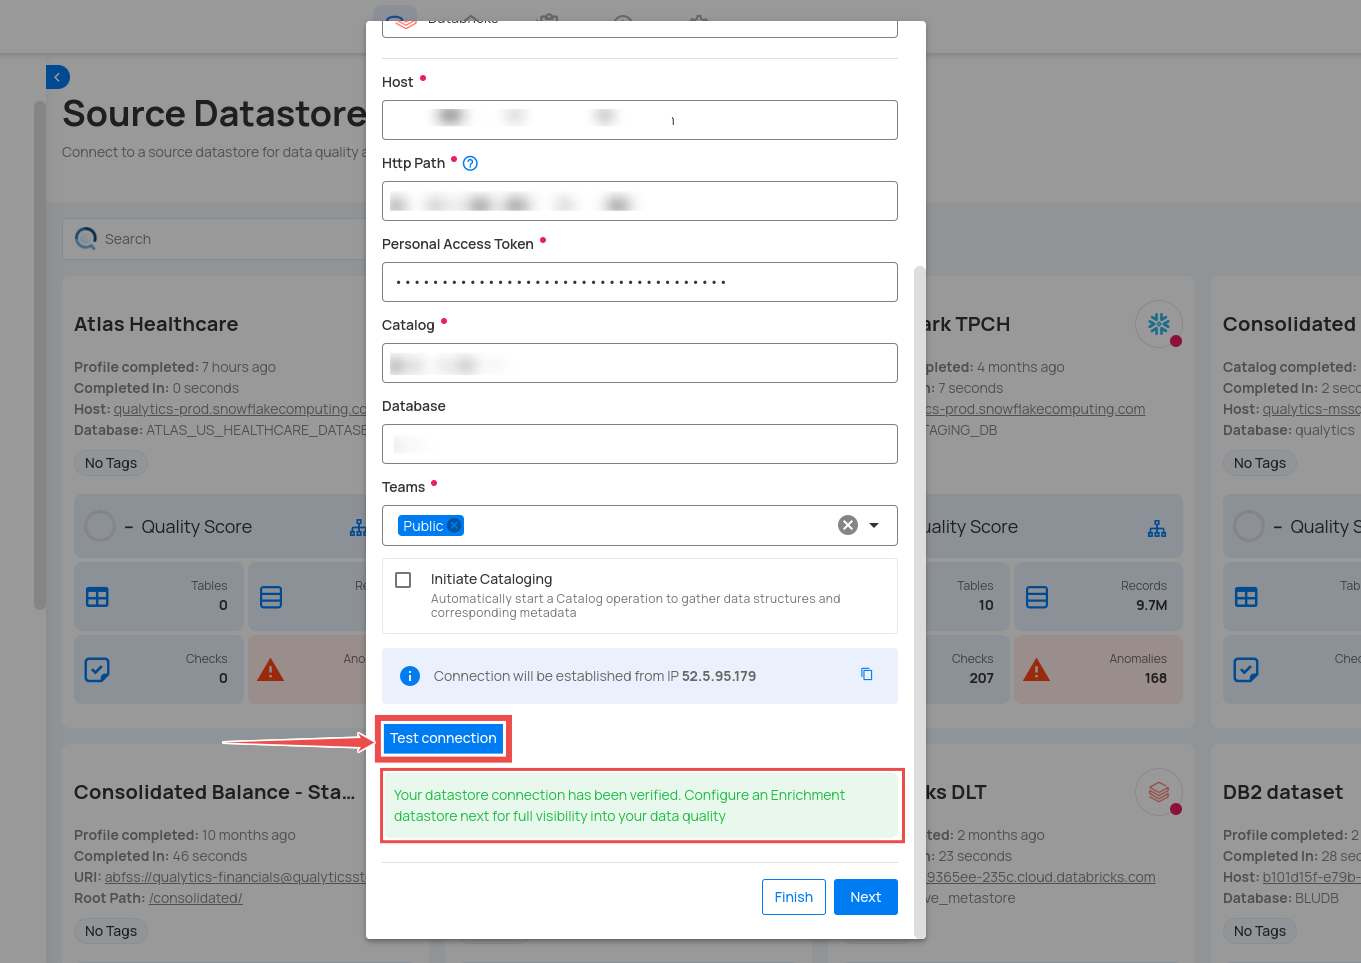 Databricks
Source Datastore
Connect to a source datastore for data quality a
Search
Host
Http Path
Personal Access Token
••••••••••••••••••••••••••••••••••••
Catalog
Database
Teams
Public
Initiate Cataloging
Automatically start a Catalog operation to gather data structures and
corresponding metadata
Connection will be established from IP 52.5.95.179
Test connection
Your datastore connection has been verified. Configure an Enrichment
datastore next for full visibility into your data quality
Finish
Next
Atlas Healthcare
Profile completed: 7 hours ago
Completed In: 0 seconds
Host: qualytics-prod.snowflakecomputing.co
Database: ATLAS_US_HEALTHCARE_DATASE
No Tags
– Quality Score
Tables
0
Re
Checks
0
Ano
ark TPCH
pleted: 4 months ago
n: 7 seconds
cs-prod.snowflakecomputing.com
TAGING_DB
uality Score
Tables
10
Records
9.7M
Checks
207
Anomalies
168
Consolidated
Catalog completed:
Completed In: 2 sec
Host: qualytics-mssq
Database: qualytics
No Tags
– Quality S
Tab
Chec
Consolidated Balance - Sta...
Profile completed: 10 months ago
Completed In: 46 seconds
URI: abfss://qualytics-financials@qualyticsst
Root Path: /consolidated/
No Tags
ks DLT
ted: 2 months ago
n: 23 seconds
9365ee-235c.cloud.databricks.com
ve_metastore
DB2 dataset
Profile completed: 2
Completed In: 28 sec
Host: b101d15f-e79b-
Database: BLUDB
No Tags